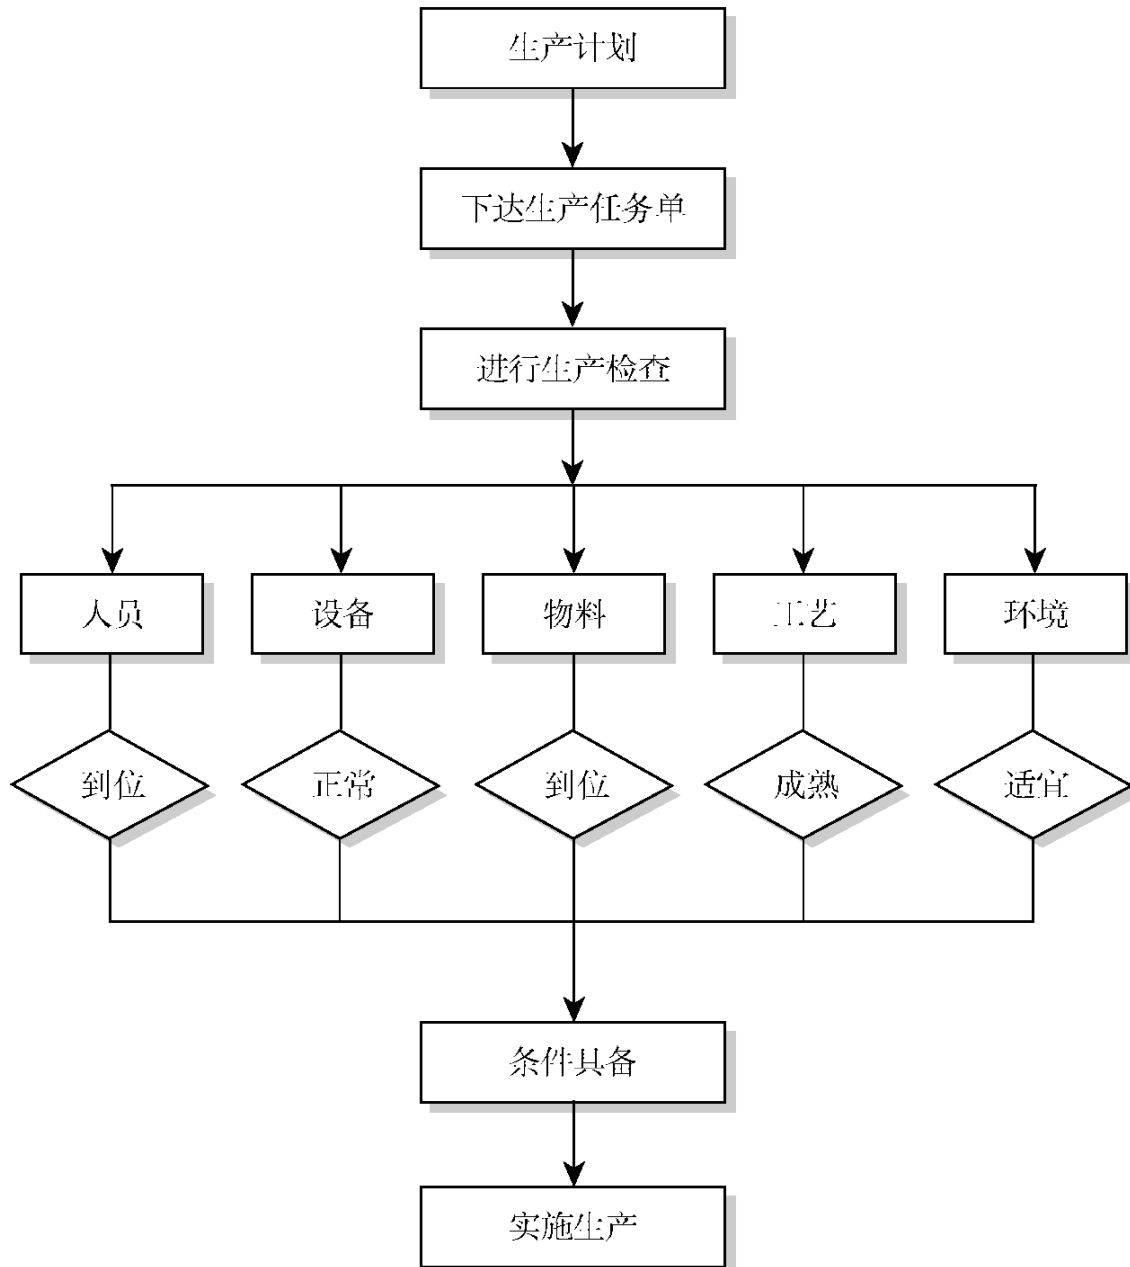 生产计划
下达生产任务单
进行生产检查
人员
设备
物料
工艺
环境
到位
正常
到位
成熟
适宜
条件具备
实施生产